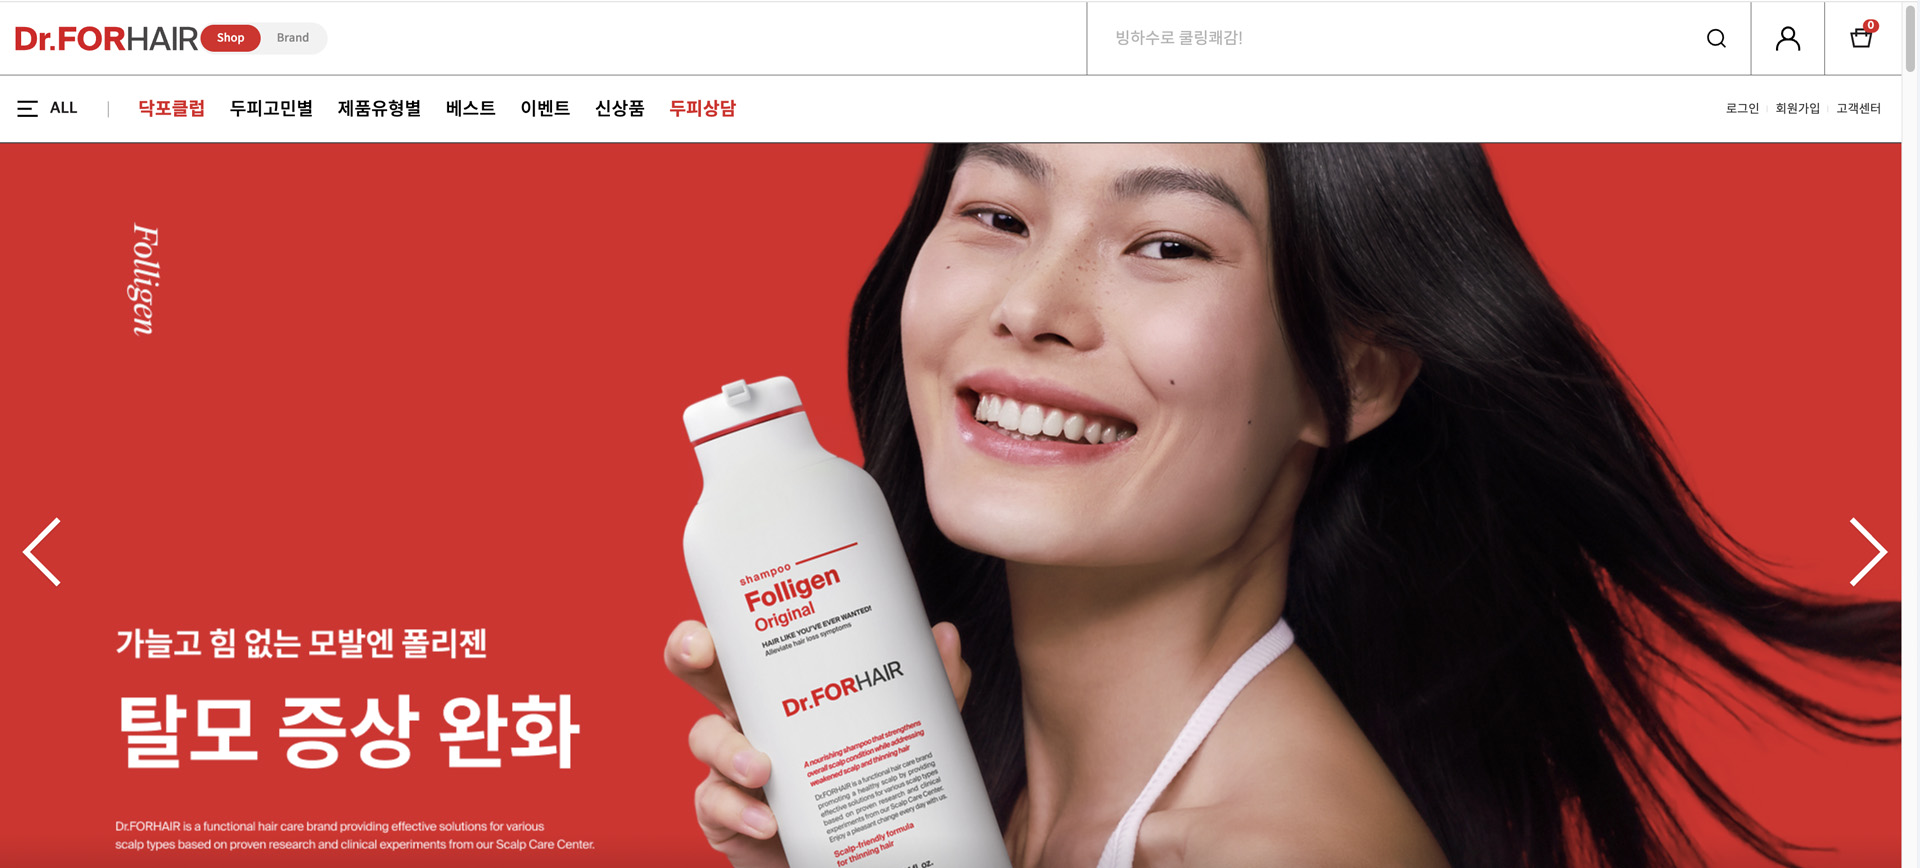 Dr.FORHAIR
Shop
Brand
빙하수로 쿨링쾌감!
0
ALL
닥포클럽
두피고민별
제품유형별
베스트
이벤트
신상품
두피상담
로그인
회원가입
고객센터
Folligen
가늘고 힘 없는 모발엔 폴리젠
탈모 증상 완화
Dr.FORHAIR is a functional hair care brand providing effective solutions for various
scalp types based on proven research and clinical experiments from our Scalp Care Center.
shampoo
Folligen
Original
HAIR LIKE YOU'VE EVER WANTED!
Alleviate hair loss symptoms
Dr.FORHAIR
A nourishing shampoo that strengthens
overall scalp condition while addressing
weakened scalp and thinning hair
Dr.FORHAIR is a functional hair care brand
promoting a healthy scalp by providing
effective solutions for various scalp types
based on proven research and clinical
experiments from our Scalp Care Center.
Enjoy a pleasant change every day with us.
Scalp-friendly formula
for thinning hair
fl. oz.